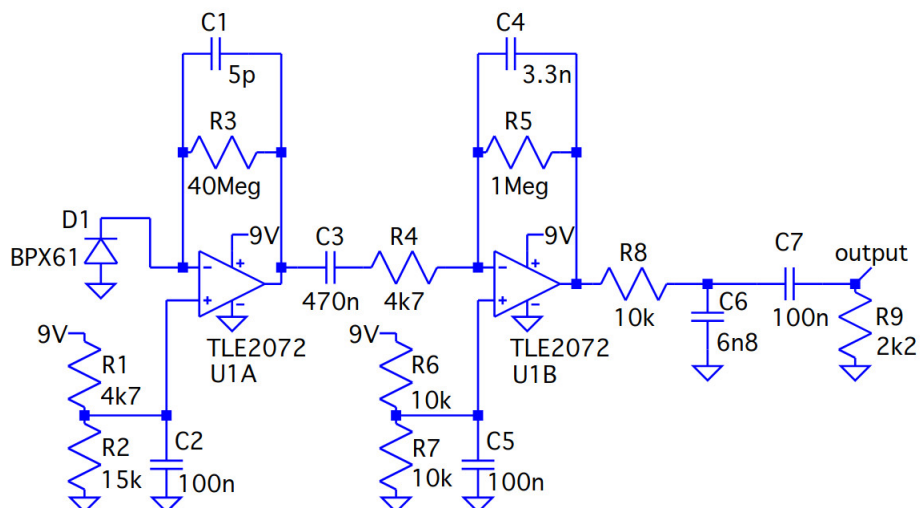 C1
5p
R3
40Meg
D1
BPX61
9V
TLE2072
U1A
9V
R1
4k7
R2
15k
C2
100n
C3
470n
R4
4k7
C4
3.3n
R5
1Meg
9V
TLE2072
U1B
9V
R6
10k
R7
10k
C5
100n
R8
10k
C6
6n8
C7
100n
output
R9
2k2